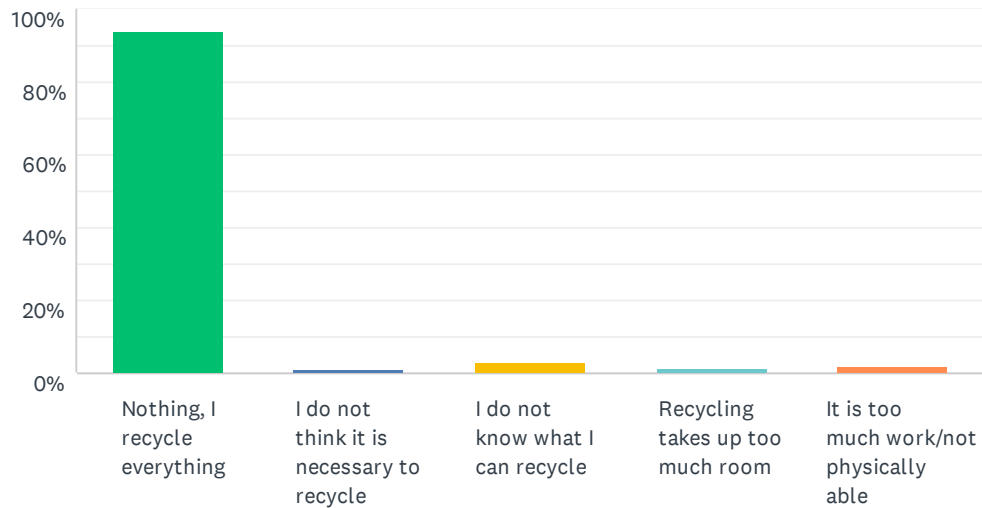 100%
80%
60%
40%
20%
0%
Nothing, I
recycle
everything
I do not
think it is
necessary to
recycle
I do not
know what I
can recycle
Recycling
takes up too
much room
It is too
much work/not
physically
able